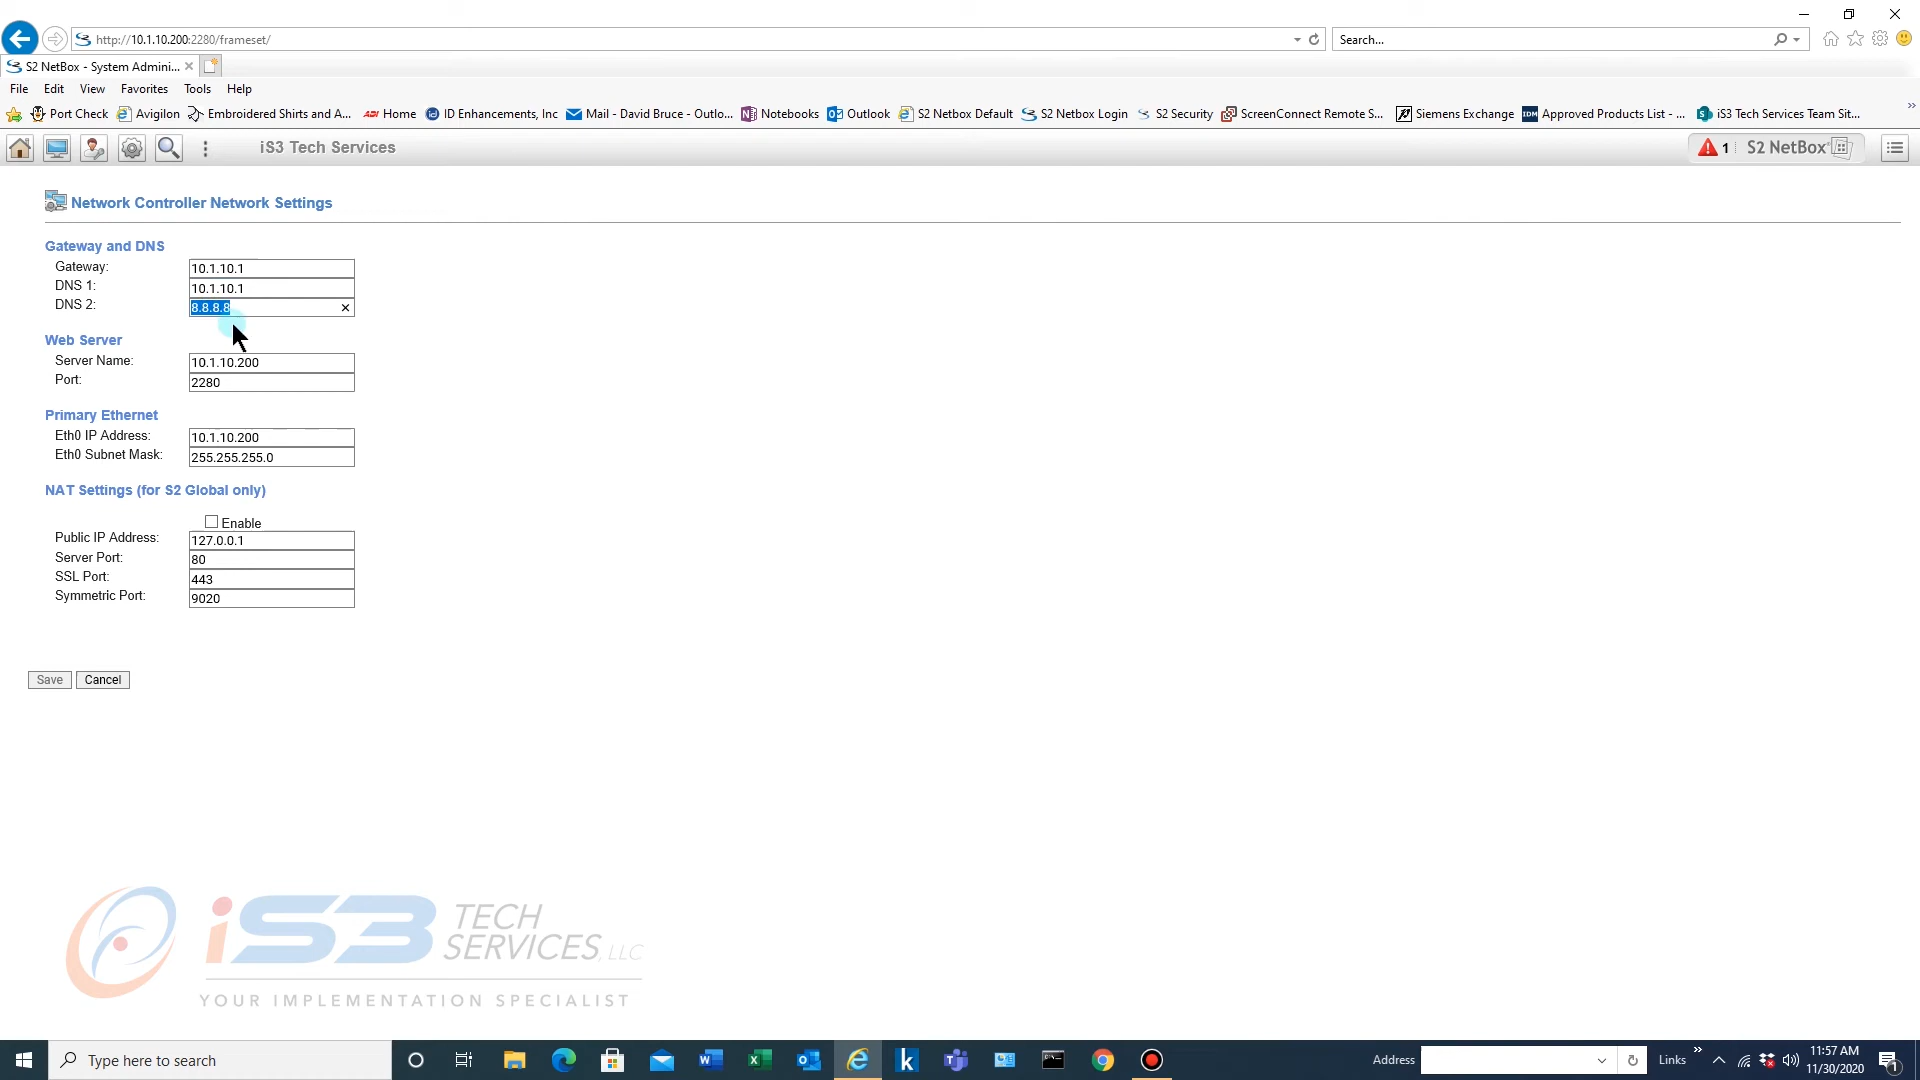 http://10.1.10.200:2280/frameset/
Search...
S2 NetBox - System Admini...
File Edit View Favorites Tools Help
Port Check Avigilon Embroidered Shirts and A... ADI Home ID Enhancements, Inc Mail - David Bruce - Outlo... Notebooks Outlook S2 Netbox Default S2 Netbox Login S2 Security ScreenConnect Remote S... Siemens Exchange IDM Approved Products List - ... iS3 Tech Services Team Sit...
iS3 Tech Services
1 S2 NetBox
Network Controller Network Settings
Gateway and DNS
Gateway: 10.1.10.1
DNS 1: 10.1.10.1
DNS 2: 8.8.8.8
Web Server
Server Name: 10.1.10.200
Port: 2280
Primary Ethernet
Eth0 IP Address: 10.1.10.200
Eth0 Subnet Mask: 255.255.255.0
NAT Settings (for S2 Global only)
Enable
Public IP Address: 127.0.0.1
Server Port: 80
SSL Port: 443
Symmetric Port: 9020
Save Cancel
iS3 TECH
SERVICES, LLC
YOUR IMPLEMENTATION SPECIALIST
Type here to search
Address
Links
11:57 AM
11/30/2020
1